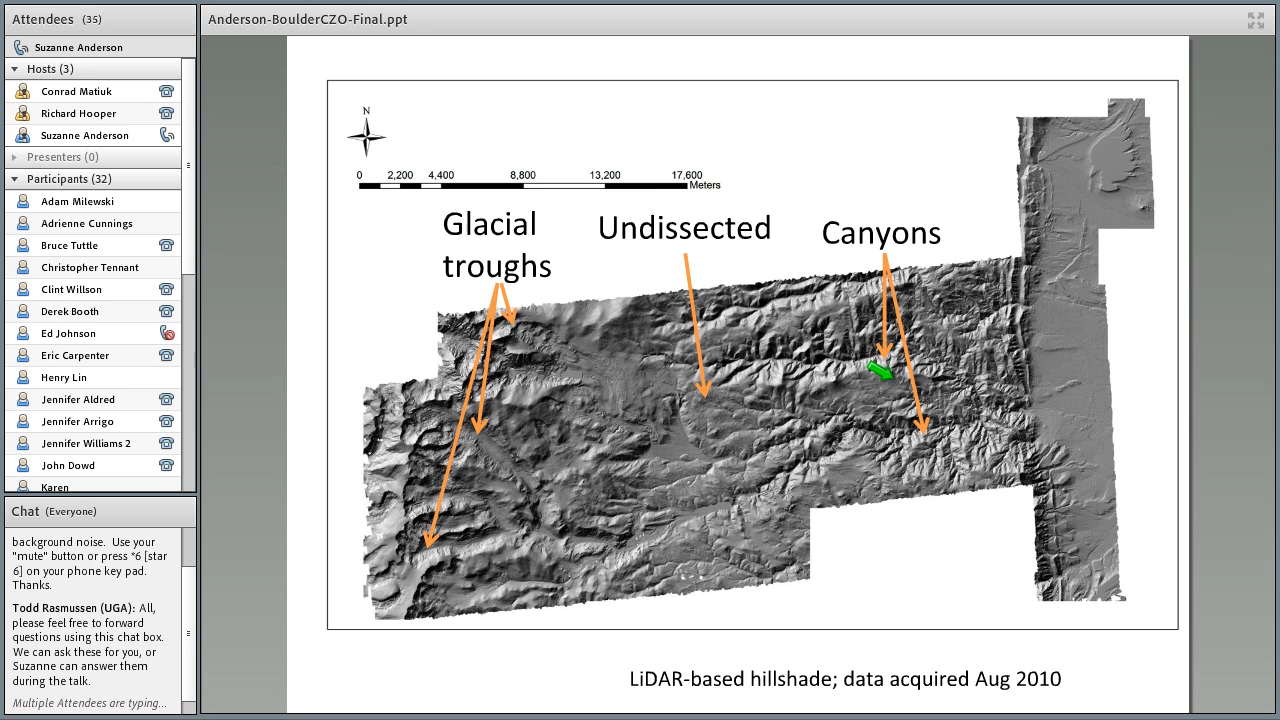 Attendees (35)
Suzanne Anderson
Hosts (3)
Conrad Matiuk
Richard Hooper
Suzanne Anderson
Presenters (0)
Participants (32)
Adam Milewski
Adrienne Cunnings
Bruce Tuttle
Christopher Tennant
Clint Willson
Derek Booth
Ed Johnson
Eric Carpenter
Henry Lin
Jennifer Aldred
Jennifer Arrigo
Jennifer Williams 2
John Dowd
Karen
Chat (Everyone)
background noise. Use your
"mute" button or press *6 [star
6] on your phone key pad.
Thanks.
Todd Rasmussen (UGA): All,
please feel free to forward
questions using this chat box.
We can ask these for you, or
Suzanne can answer them
during the talk.
Multiple Attendees are typing...
Anderson-BoulderCZO-Final.ppt
N
0 2,200 4,400 8,800 13,200 17,600
Meters
Glacial
troughs
Undissected
Canyons
LiDAR-based hillshade; data acquired Aug 2010